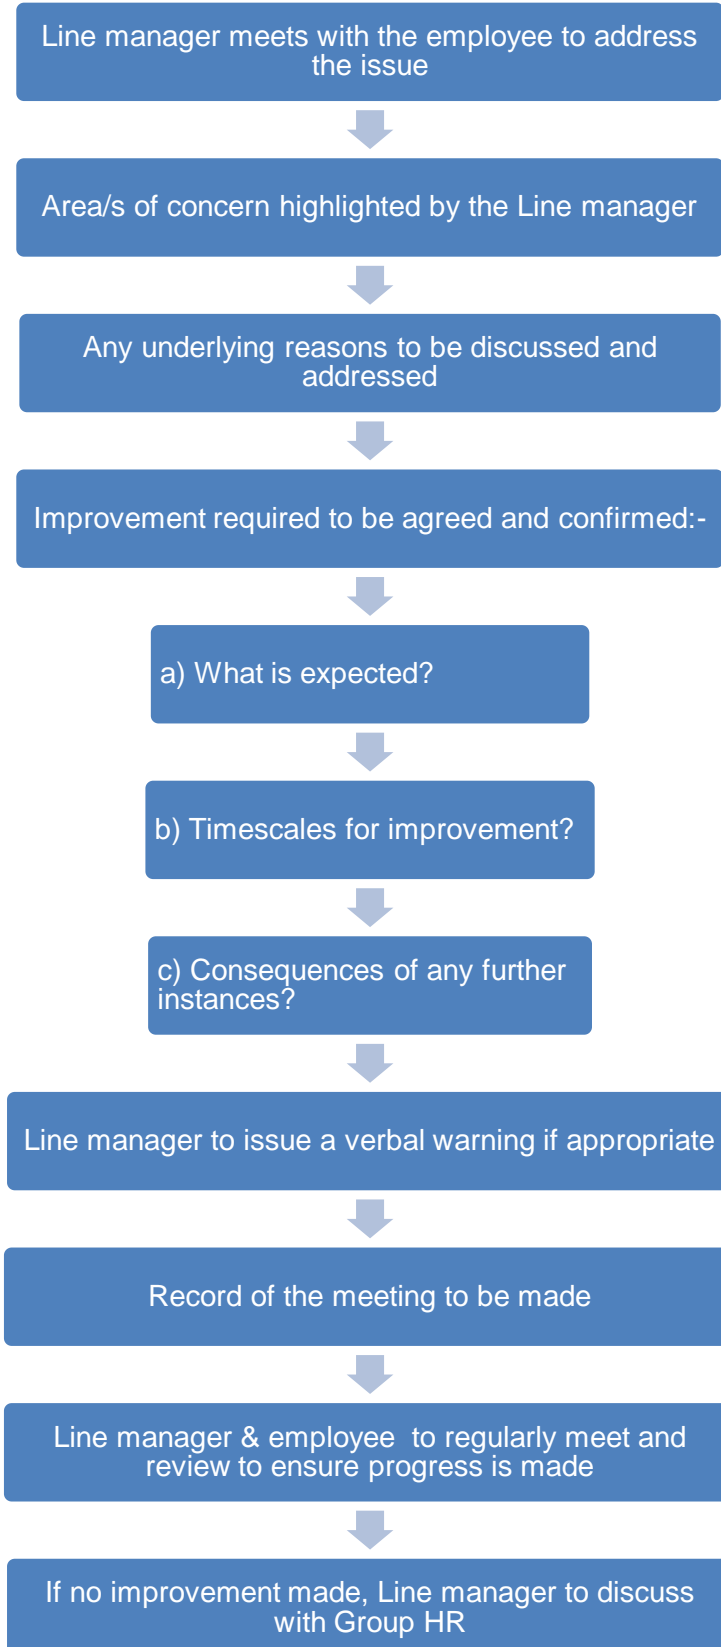 Line manager meets with the employee to address
the issue
Area/s of concern highlighted by the Line manager
Any underlying reasons to be discussed and
addressed
Improvement required to be agreed and confirmed:-
a) What is expected?
b) Timescales for improvement?
c) Consequences of any further
instances?
Line manager to issue a verbal warning if appropriate
Record of the meeting to be made
Line manager & employee  to regularly meet and
review to ensure progress is made
If no improvement made, Line manager to discuss
with Group HR